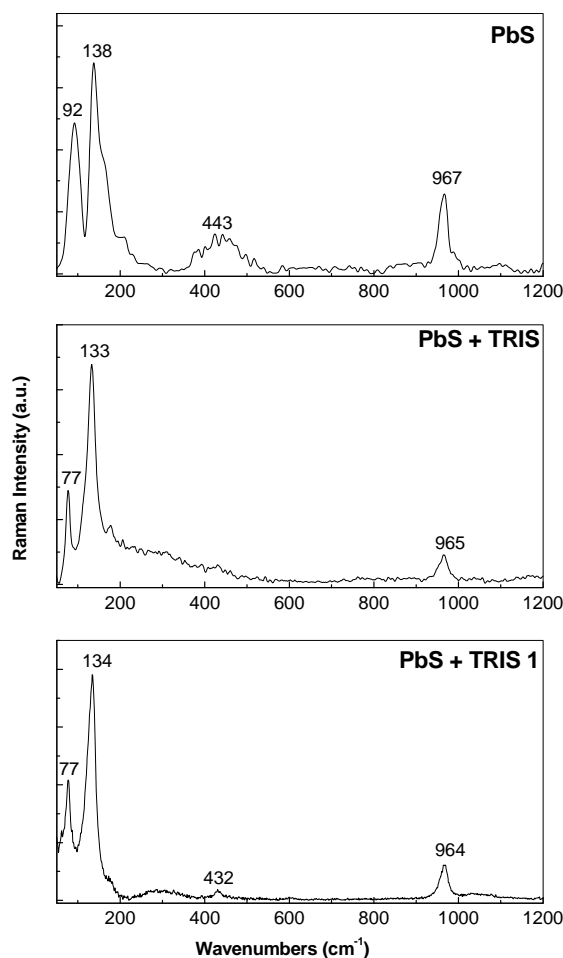 PbS
138
92
443
967
200 400 600 800 1000 1200
PbS + TRIS
133
77
965
200 400 600 800 1000 1200
Raman Intensity (a.u.)
PbS + TRIS 1
134
77
432
964
200 400 600 800 1000 1200
Wavenumbers (cm⁻¹)